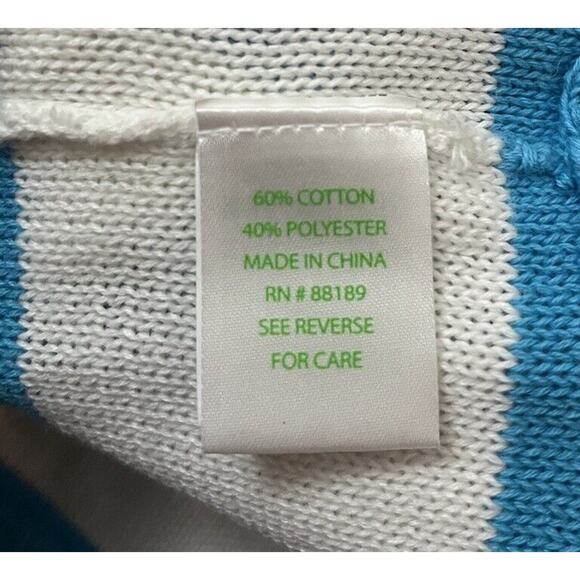 60% COTTON
40% POLYESTER
MADE IN CHINA
RN # 88189
SEE REVERSE
FOR CARE